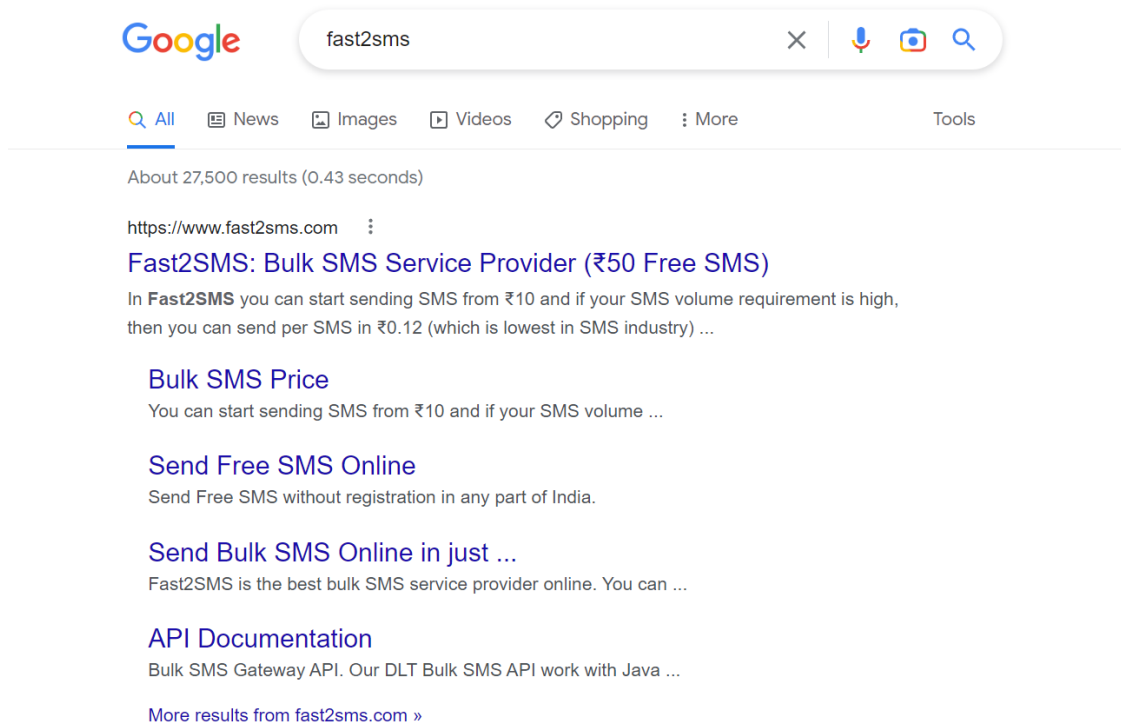 Google
fast2sms
All News Images Videos Shopping More Tools
About 27,500 results (0.43 seconds)
https://www.fast2sms.com
Fast2SMS: Bulk SMS Service Provider (₹50 Free SMS)
In Fast2SMS you can start sending SMS from ₹10 and if your SMS volume requirement is high,
then you can send per SMS in ₹0.12 (which is lowest in SMS industry) ...
Bulk SMS Price
You can start sending SMS from ₹10 and if your SMS volume ...
Send Free SMS Online
Send Free SMS without registration in any part of India.
Send Bulk SMS Online in just ...
Fast2SMS is the best bulk SMS service provider online. You can ...
API Documentation
Bulk SMS Gateway API. Our DLT Bulk SMS API work with Java ...
More results from fast2sms.com »